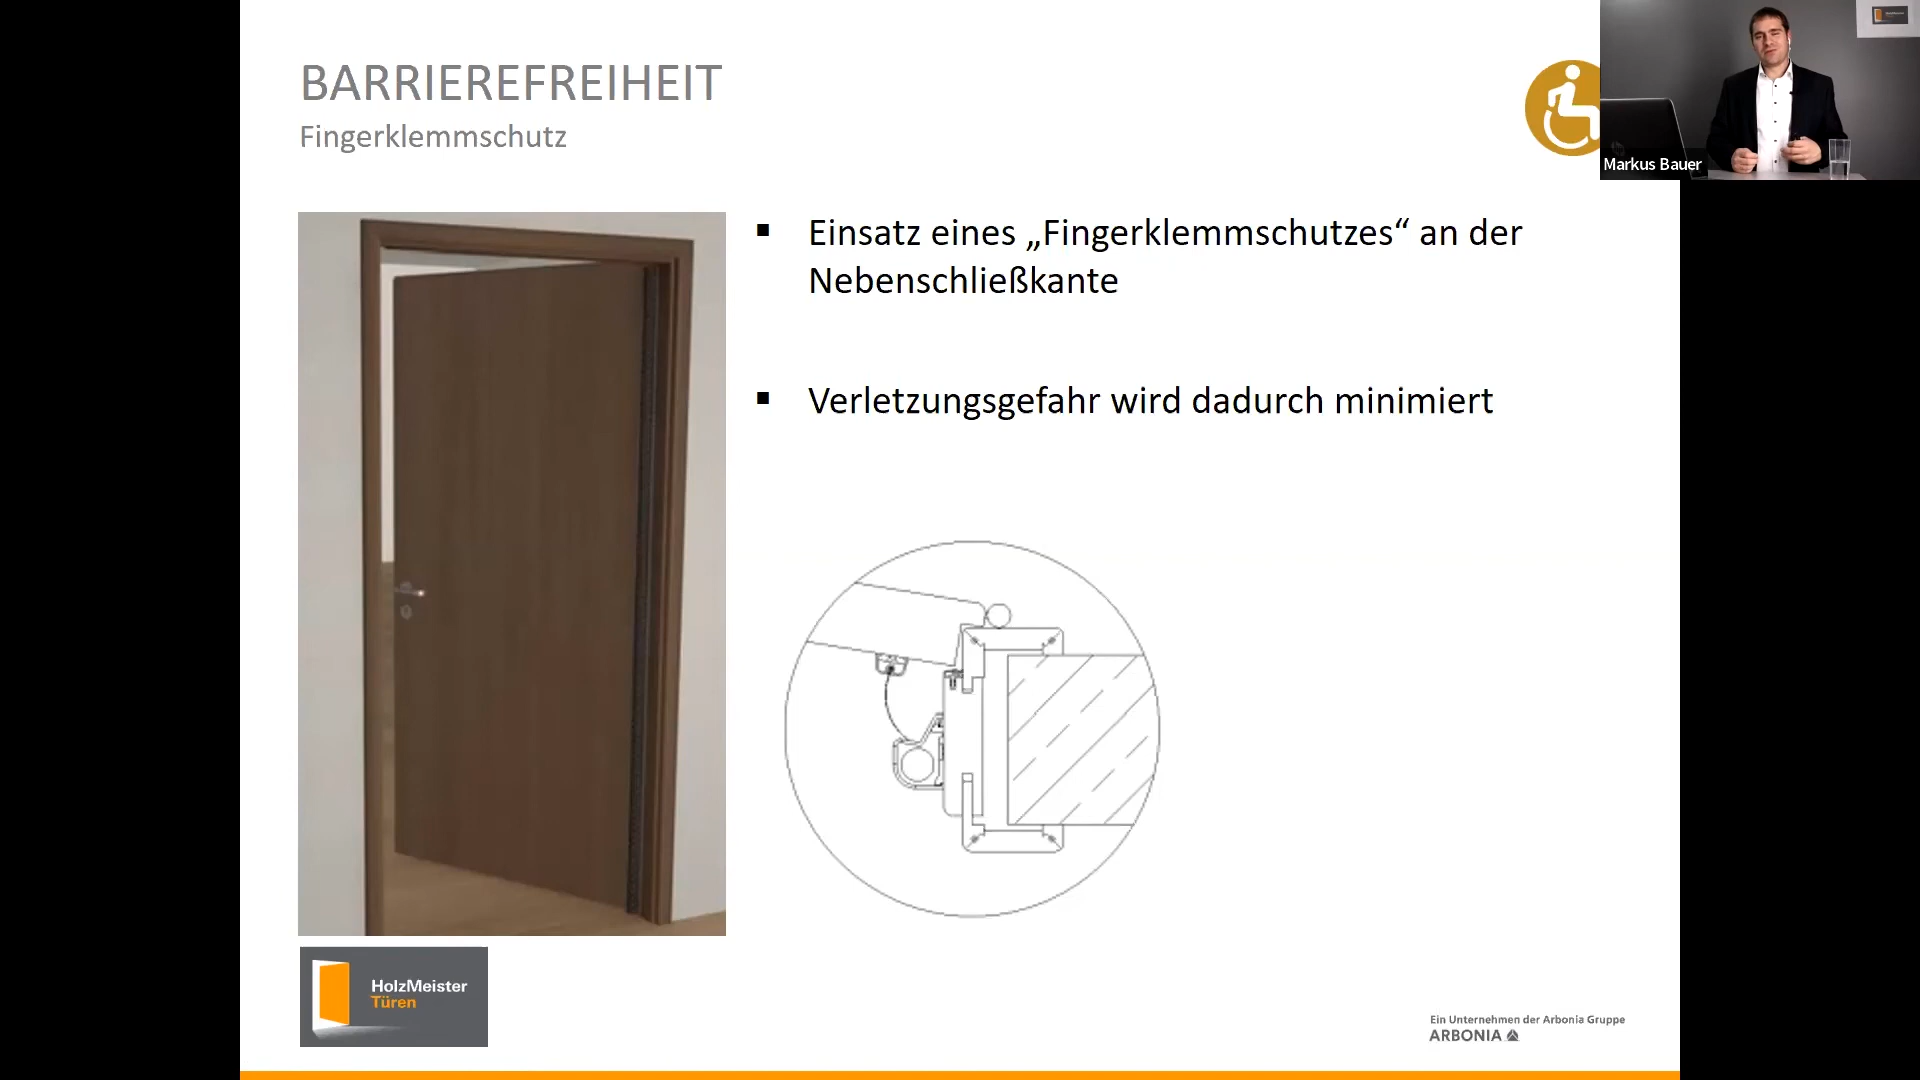 BARRIEREFREIHEIT
Fingerklemmschutz
Markus Bauer
▪ Einsatz eines „Fingerklemmschutzes“ an der
Nebenschließkante
▪ Verletzungsgefahr wird dadurch minimiert
HolzMeister
Türen
Ein Unternehmen der Arbonia Gruppe
ARBONIA